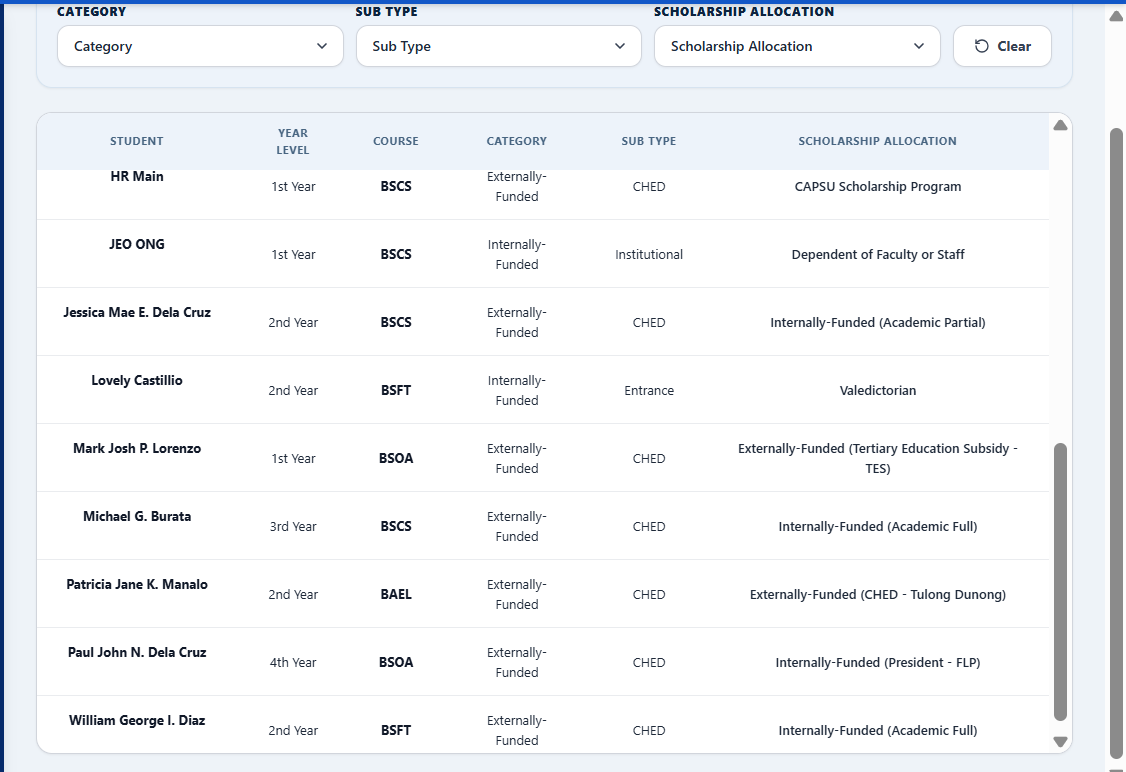 CATEGORY SUB TYPE SCHOLARSHIP ALLOCATION
Category Sub Type Scholarship Allocation Clear
STUDENT YEAR LEVEL COURSE CATEGORY SUB TYPE SCHOLARSHIP ALLOCATION
HR Main 1st Year BSCS Externally-Funded CHED CAPSU Scholarship Program
JEO ONG 1st Year BSCS Internally-Funded Institutional Dependent of Faculty or Staff
Jessica Mae E. Dela Cruz 2nd Year BSCS Externally-Funded CHED Internally-Funded (Academic Partial)
Lovely Castillio 2nd Year BSFT Internally-Funded Entrance Valedictorian
Mark Josh P. Lorenzo 1st Year BSOA Externally-Funded CHED Externally-Funded (Tertiary Education Subsidy - TES)
Michael G. Burata 3rd Year BSCS Externally-Funded CHED Internally-Funded (Academic Full)
Patricia Jane K. Manalo 2nd Year BAEL Externally-Funded CHED Externally-Funded (CHED - Tulong Dunong)
Paul John N. Dela Cruz 4th Year BSOA Externally-Funded CHED Internally-Funded (President - FLP)
William George I. Diaz 2nd Year BSFT Externally-Funded CHED Internally-Funded (Academic Full)